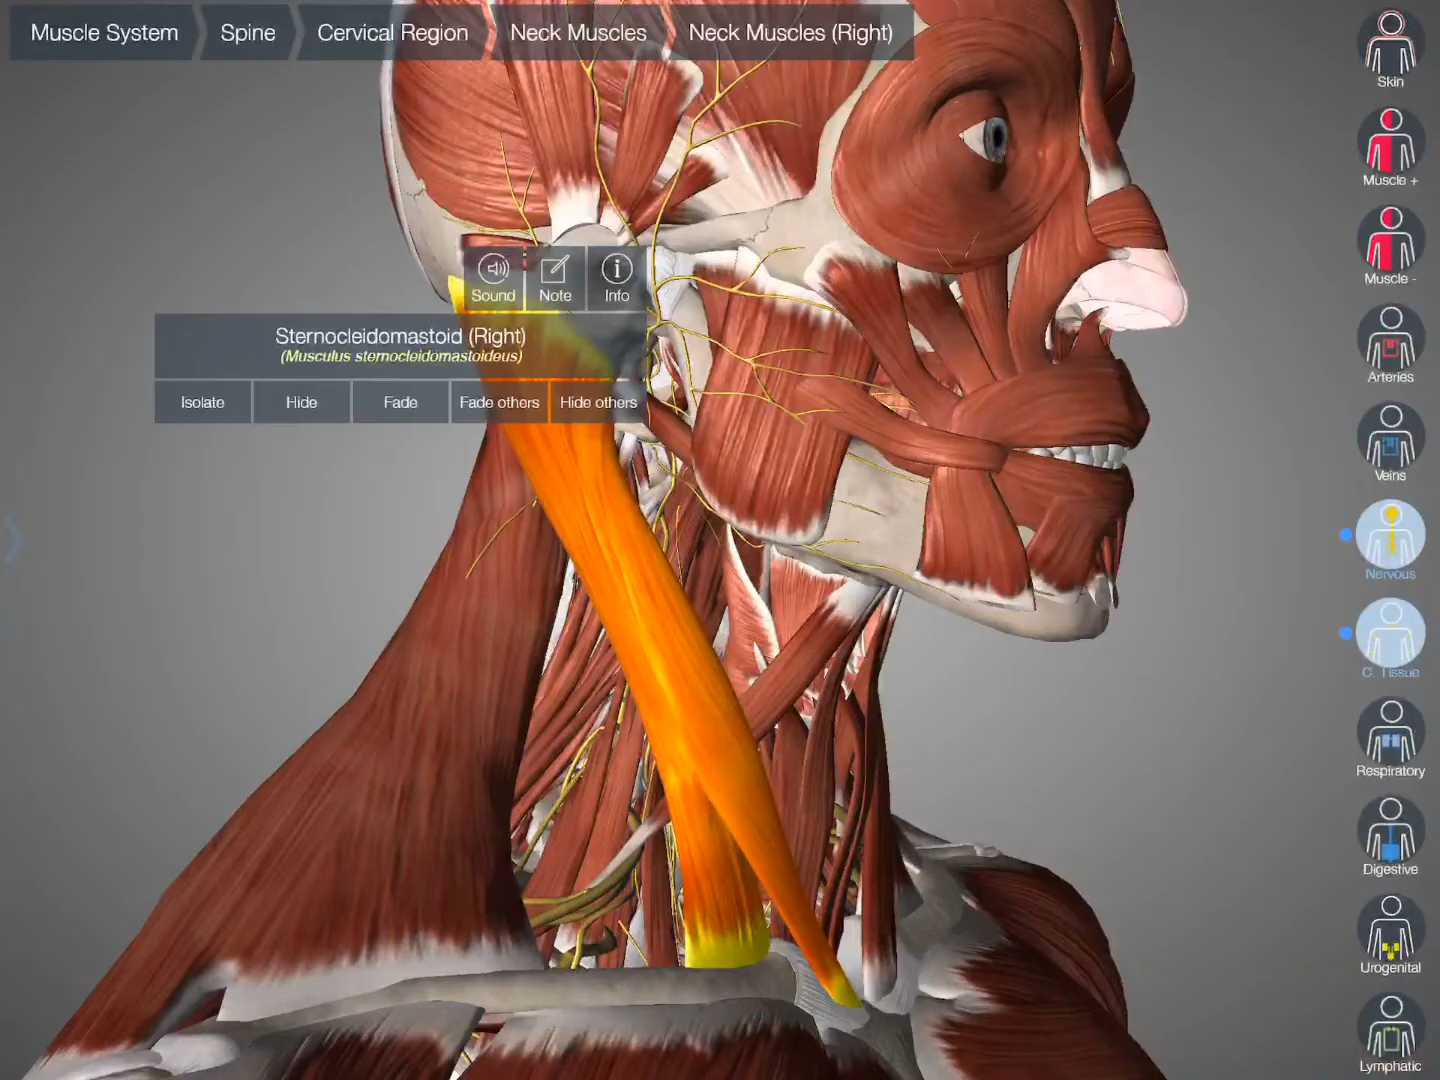 Muscle System
Spine
Cervical Region
Neck Muscles
Neck Muscles (Right)
Sound
Note
Info
Sternocleidomastoid (Right)
(Musculus sternocleidomastoideus)
Isolate
Hide
Fade
Fade others
Hide others
Skin
Muscle +
Muscle -
Arteries
Veins
Nervous
C. Tissue
Respiratory
Digestive
Urogenital
Lymphatic